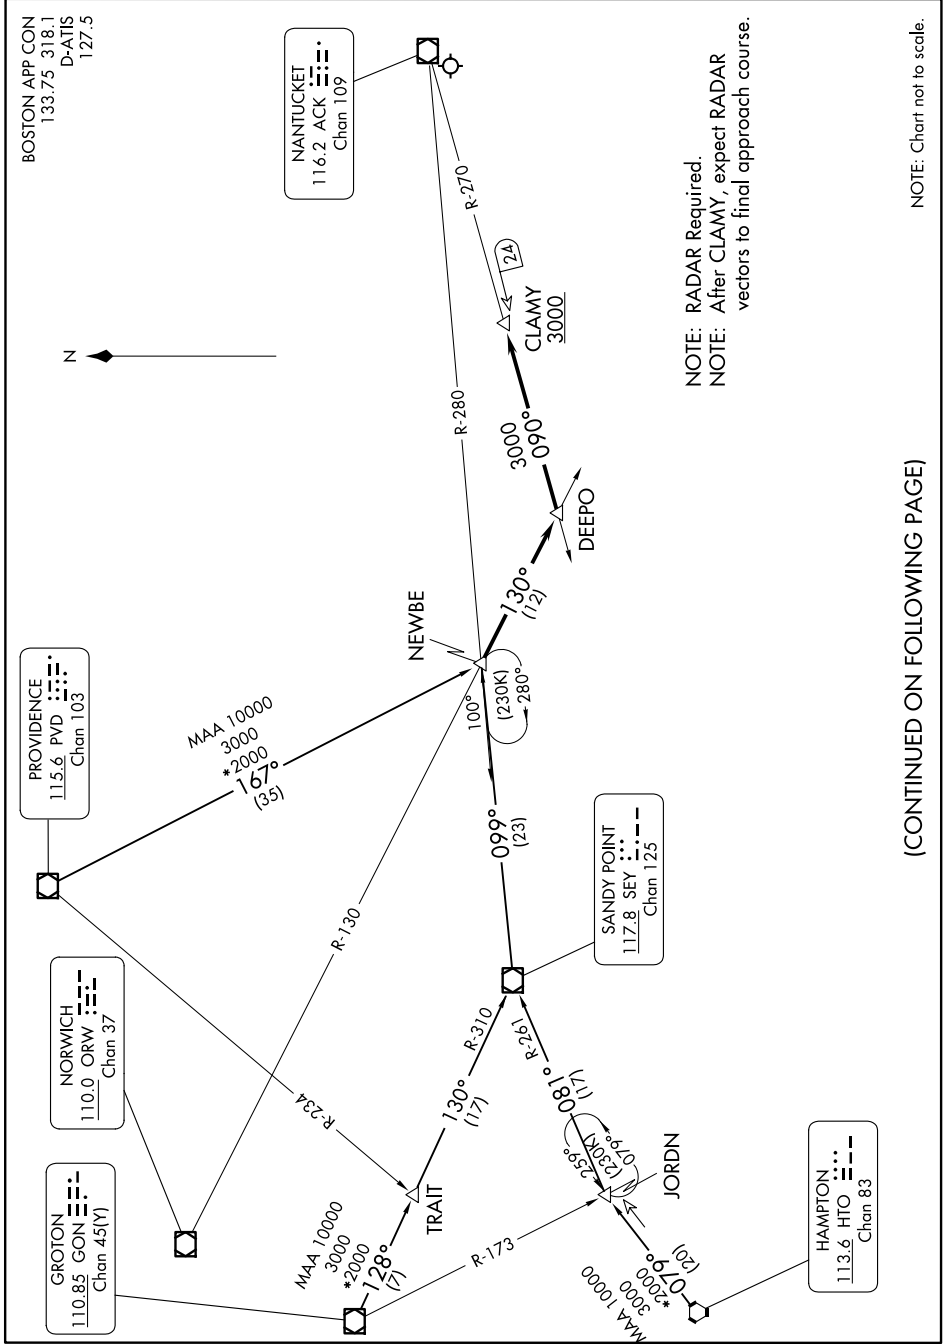 BOSTON APP CON
133.75 318.1
D-ATIS
127.5
NANTUCKET
116.2 ACK
Chan 109
N
PROVIDENCE
115.6 PVD
Chan 103
NORWICH
110.0 ORW
Chan 37
GROTON
110.85 GON
Chan 45(Y)
R-270
24
CLAMY
3000
R-280
3000
090°
DEEPO
130°
(12)
NEWBE
100°
(230K)
280°
MAA 10000
3000
*2000
167°
(35)
R-130
099°
(23)
SANDY POINT
117.8 SEY
Chan 125
R-234
R-310
130°
(17)
TRAIT
MAA 10000
3000
*2000
128°
(7)
R-173
R-261
081°
(17)
259°
(230K)
079°
JORDN
MAA 10000
3000
*2000
079°
(20)
HAMPTON
113.6 HTO
Chan 83
NOTE: RADAR Required.
NOTE: After CLAMY, expect RADAR
vectors to final approach course.
NOTE: Chart not to scale.
(CONTINUED ON FOLLOWING PAGE)